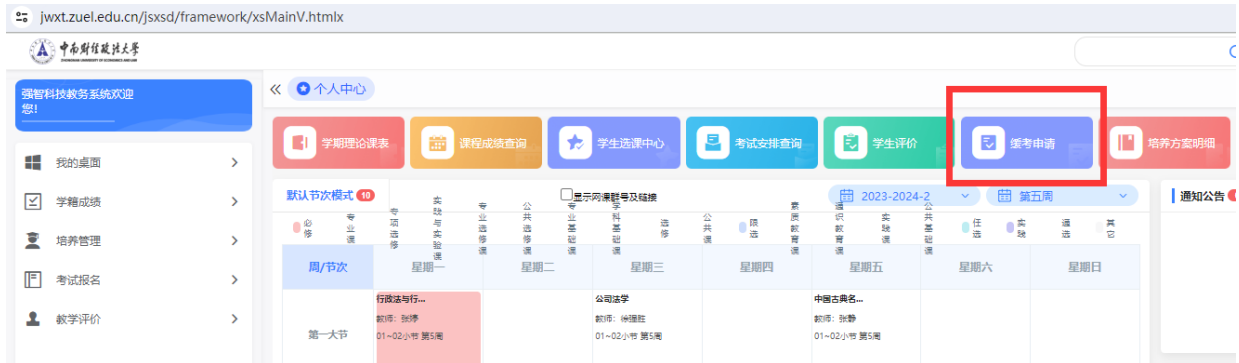 jwxt.zuel.edu.cn/jsxsd/framework/xsMainV.htmlx
中南财经政法大学
ZHONGNAN UNIVERSITY OF ECONOMICS AND LAW
强智科技教务系统欢迎
您!
个人中心
学期理论课表
课程成绩查询
学生选课中心
考试安排查询
学生评价
缓考申请
培养方案明细
我的桌面
学籍成绩
培养管理
考试报名
教学评价
默认节次模式 10
显示网课群号及链接
2023-2024-2
第五周
通知公告
必修
专业课
专项选修
实践与实验课
专业选修课
公共选修课
专业基础课
学科基础课
选修
公共课
限选
素质教育课
通识教育课
实践课
公共基础课
任选
实践
通选
其它
周/节次
星期一
星期二
星期三
星期四
星期五
星期六
星期日
第一大节
行政法与行...
教师：张婷
01~02小节 第5周
公司法学
教师：徐强胜
01~02小节 第5周
中国古典名...
教师：张静
01~02小节 第5周